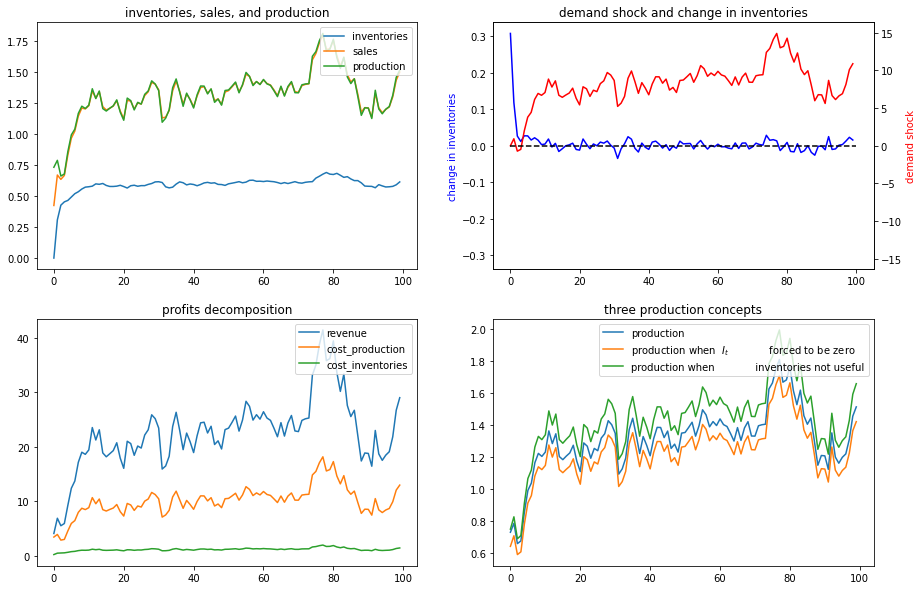 inventories, sales, and production
inventories
sales
production
1.75
1.50
1.25
1.00
0.75
0.50
0.25
0.00
0 20 40 60 80 100
demand shock and change in inventories
change in inventories
0.3
0.2
0.1
0.0
−0.1
−0.2
−0.3
15
10
5
0
−5
−10
−15
demand shock
0 20 40 60 80 100
profits decomposition
revenue
cost_production
cost_inventories
40
30
20
10
0
0 20 40 60 80 100
three production concepts
production
production when I_t forced to be zero
production when inventories not useful
2.0
1.8
1.6
1.4
1.2
1.0
0.8
0.6
0 20 40 60 80 100